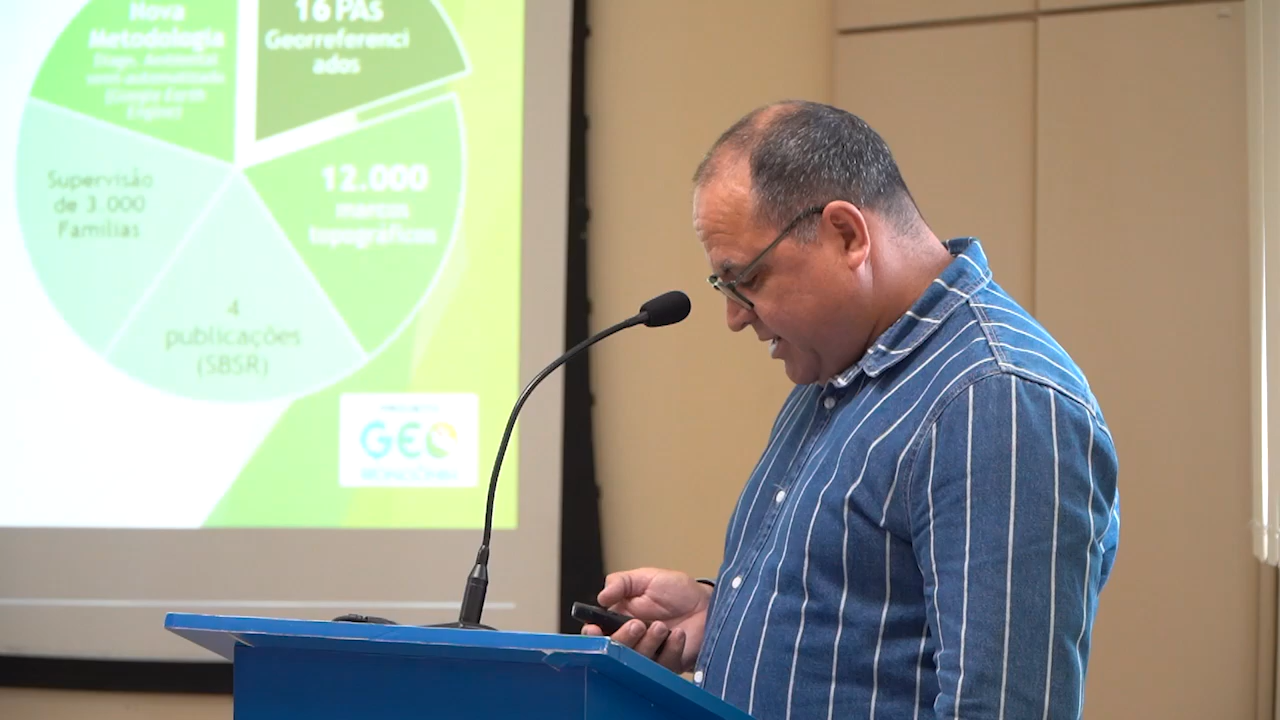 Nova
Metodologia
16 PAs
Georreferenci
ados
12.000
marcos
topográficos
Supervisão
de 3.000
Famílias
4
publicações
(SBSR)
GEO